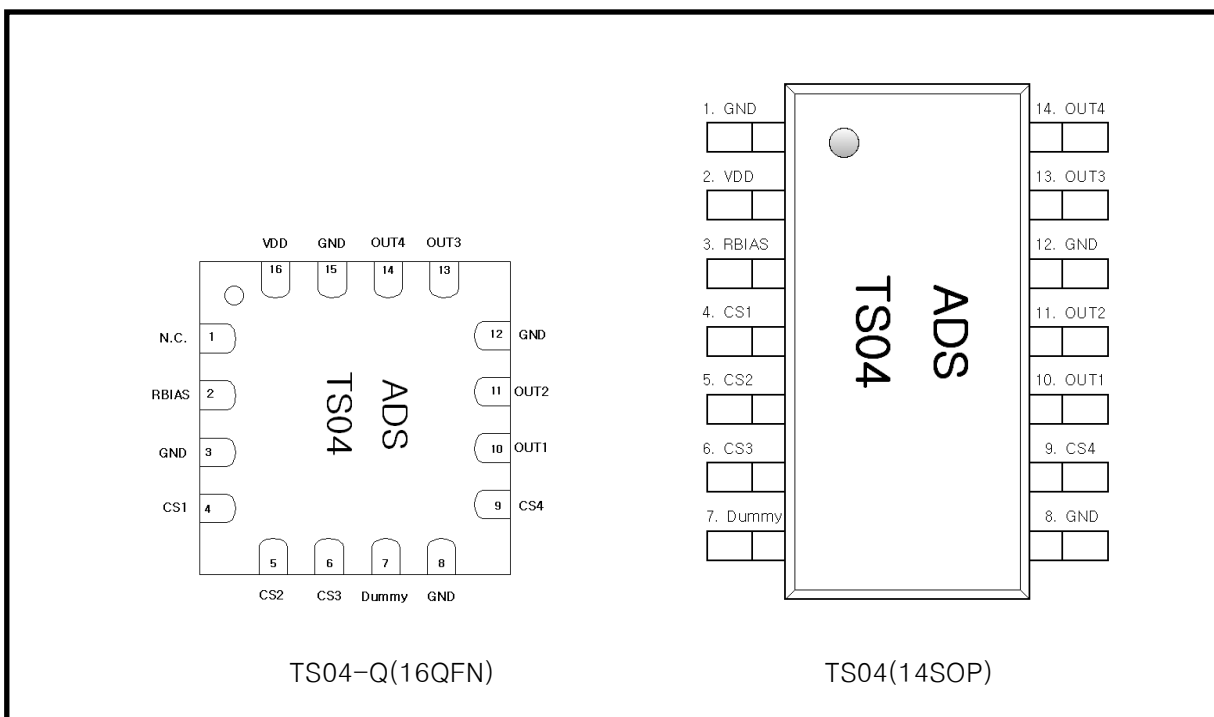 VDD GND OUT4 OUT3
16 15 14 13
N.C. 1
RBIAS 2
GND 3
CS1 4
12 GND
11 OUT2
10 OUT1
9 CS4
ADS
TS04
5 6 7 8
CS2 CS3 Dummy GND
TS04-Q(16QFN)
1. GND
2. VDD
3. RBIAS
4. CS1
5. CS2
6. CS3
7. Dummy
14. OUT4
13. OUT3
12. GND
11. OUT2
10. OUT1
9. CS4
8. GND
ADS
TS04
TS04(14SOP)